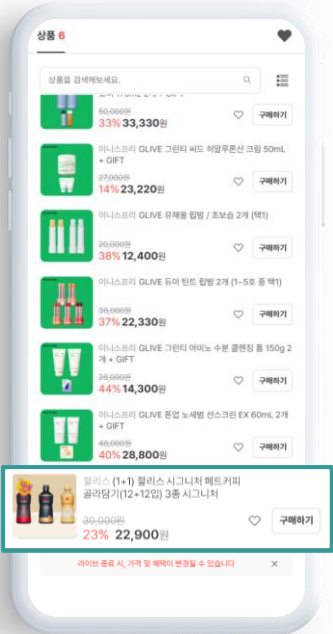 상품 6
상품을 검색해보세요.
50,000원
33% 33,330원
구매하기
이니스프리 GLIVE 그린티 씨드 히알루론산 크림 50mL
+ GIFT
27,000원
14% 23,220원
구매하기
이니스프리 GLIVE 유채꿀 립밤 / 초보습 2개 (택1)
20,000원
38% 12,400원
구매하기
이니스프리 GLIVE 듀이 틴트 립밤 2개 (1~5호 중 택1)
36,000원
37% 22,330원
구매하기
이니스프리 GLIVE 그린티 아미노 수분 클렌징 폼 150g 2
개 + GIFT
26,000원
44% 14,300원
구매하기
이니스프리 GLIVE 톤업 노세범 선스크린 EX 60mL 2개
+ GIFT
48,000원
40% 28,800원
구매하기
할리스 (1+1) 할리스 시그니처 페트커피
골라담기(12+12입) 3종 시그니처
30,000원
23% 22,900원
구매하기
라이브 종료 시, 가격 및 혜택이 변경될 수 있습니다